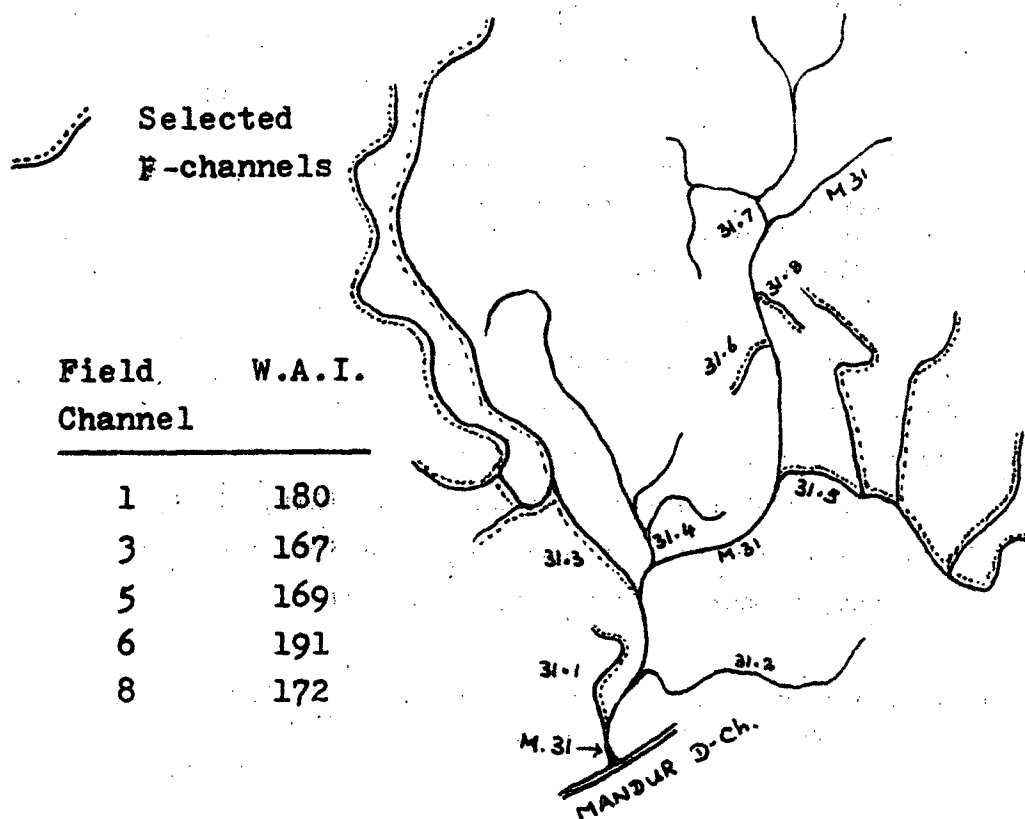 Selected
F-channels
Field W.A.I.
Channel
1 180
3 167
5 169
6 191
8 172
M.31
31.7
31.8
31.6
31.5
31.4
M.31
31.3
31.2
31.1
M.31
MANDUR D-Ch.